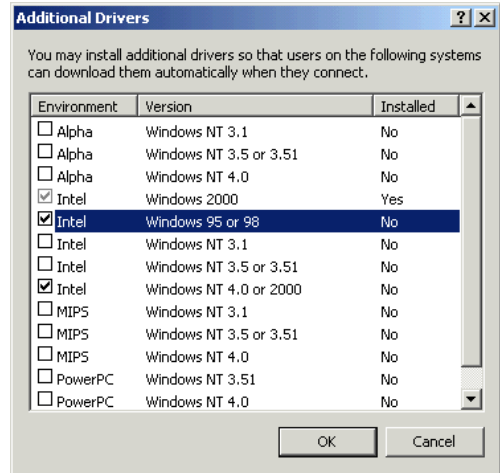 Additional Drivers
You may install additional drivers so that users on the following systems
can download them automatically when they connect.
Environment Version Installed
Alpha Windows NT 3.1 No
Alpha Windows NT 3.5 or 3.51 No
Alpha Windows NT 4.0 No
Intel Windows 2000 Yes
Intel Windows 95 or 98 No
Intel Windows NT 3.1 No
Intel Windows NT 3.5 or 3.51 No
Intel Windows NT 4.0 or 2000 No
MIPS Windows NT 3.1 No
MIPS Windows NT 3.5 or 3.51 No
MIPS Windows NT 4.0 No
PowerPC Windows NT 3.51 No
PowerPC Windows NT 4.0 No
OK Cancel